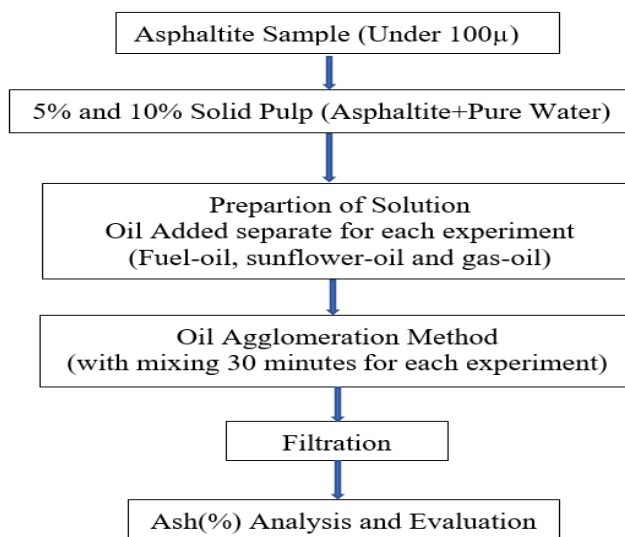 Asphaltite Sample (Under 100µ)
5% and 10% Solid Pulp (Asphaltite+Pure Water)
Prepartion of Solution
Oil Added separate for each experiment
(Fuel-oil, sunflower-oil and gas-oil)
Oil Agglomeration Method
(with mixing 30 minutes for each experiment)
Filtration
Ash(%) Analysis and Evaluation